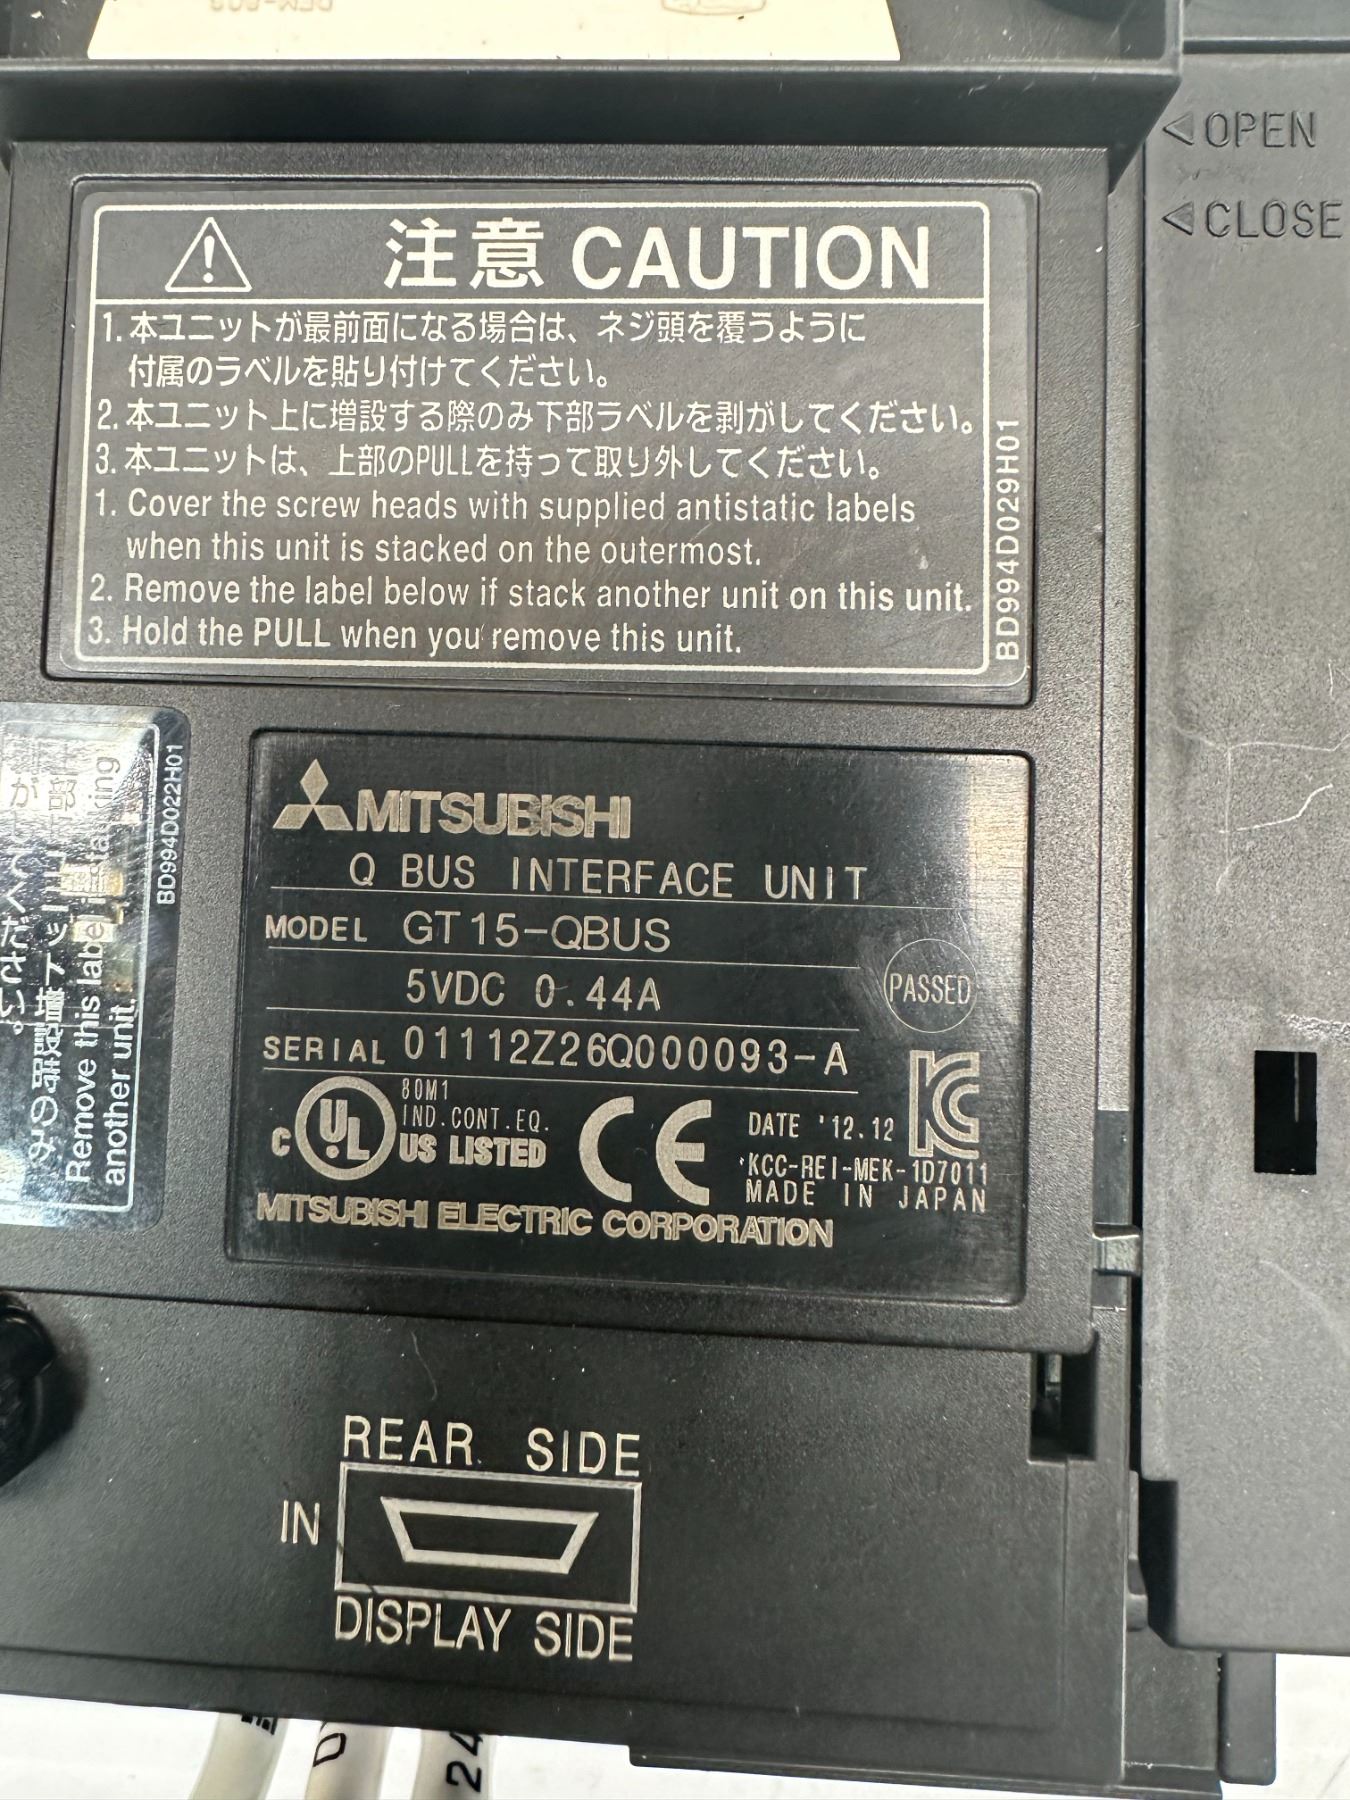 OPEN
CLOSE
注意 CAUTION
1. 本ユニットが最前面になる場合は、ネジ頭を覆うように
付属のラベルを貼り付けてください。
2. 本ユニット上に増設する際のみ下部ラベルを剥がしてください。
3. 本ユニットは、上部のPULLを持って取り外してください。
1. Cover the screw heads with supplied antistatic labels
when this unit is stacked on the outermost.
2. Remove the label below if stack another unit on this unit.
3. Hold the PULL when you remove this unit.
BD994D029H01
BD994D022H01
Remove this label
another unit.
MITSUBISHI
Q BUS INTERFACE UNIT
MODEL GT15-QBUS
5VDC 0.44A
PASSED
SERIAL 01112Z26Q000093-A
80M1
IND.CONT.EQ.
C UL US LISTED
CE
DATE '12.12
KCC-REI-MEK-1D7011
MADE IN JAPAN
MITSUBISHI ELECTRIC CORPORATION
REAR SIDE
IN
DISPLAY SIDE
24